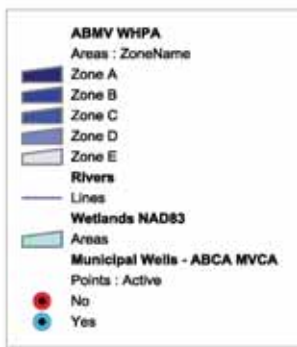 ABMV WHPA
Areas : ZoneName
Zone A
Zone B
Zone C
Zone D
Zone E
Rivers
Lines
Wetlands NAD83
Areas
Municipal Wells - ABCA MVCA
Points : Active
No
Yes